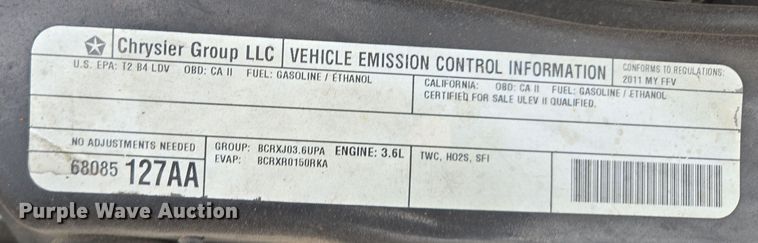 Chrysler Group LLC VEHICLE EMISSION CONTROL INFORMATION CONFORMS TO REGULATIONS:
2011 MY FFV
U.S. EPA: T2 B4 LDV OBD: CA II FUEL: GASOLINE / ETHANOL
CALIFORNIA: OBD: CA II FUEL: GASOLINE / ETHANOL
CERTIFIED FOR SALE ULEV II QUALIFIED.
NO ADJUSTMENTS NEEDED
68085 127AA
GROUP: BCRXJ03.6UPA ENGINE: 3.6L
EVAP: BCRXR0150RKA
TWC, HO2S, SFI
Purple Wave Auction